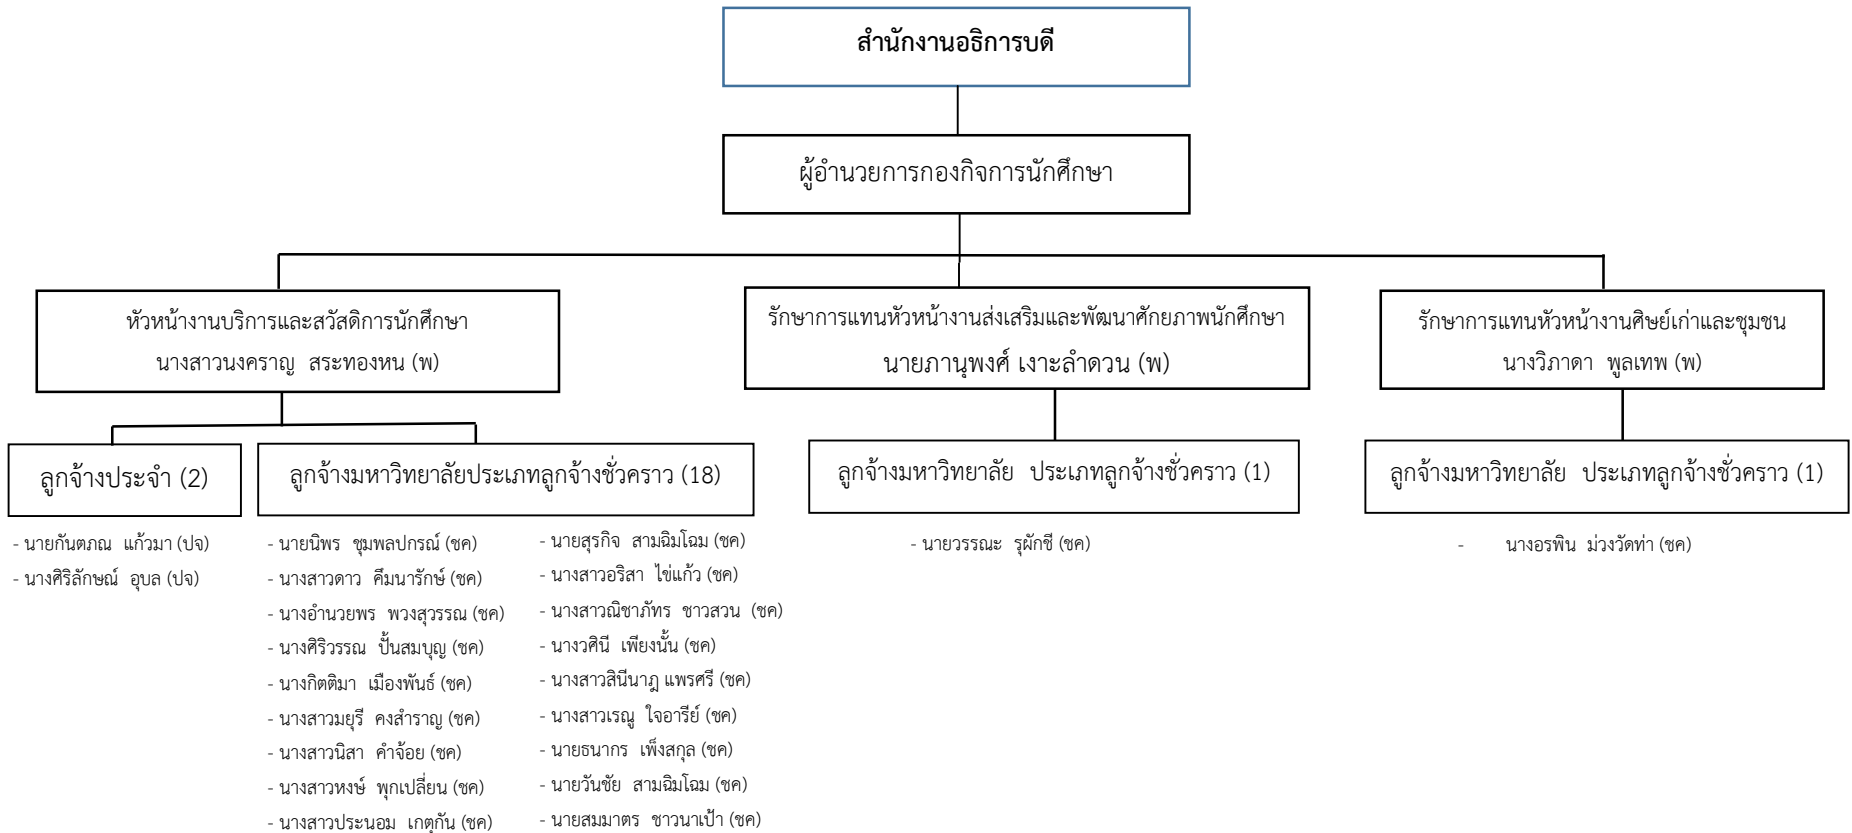 สำนักงานอธิการบดี
ผู้อำนวยการกองกิจการนักศึกษา
หัวหน้างานบริการและสวัสดิการนักศึกษา
นางสาวนงคราญ สระทองหน (พ)
รักษาการแทนหัวหน้างานส่งเสริมและพัฒนาศักยภาพนักศึกษา
นายภานุพงศ์ เงาะลำดวน (พ)
รักษาการแทนหัวหน้างานศิษย์เก่าและชุมชน
นางวิภาดา พูลเทพ (พ)
ลูกจ้างประจำ (2)
- นายกันตภณ แก้วมา (ปจ)
- นางศิริลักษณ์ อุบล (ปจ)
ลูกจ้างมหาวิทยาลัยประเภทลูกจ้างชั่วคราว (18)
- นายนิพร ชุมพลปกรณ์ (ชค)
- นางสาวดาว คึมนารักษ์ (ชค)
- นางอำนวยพร พวงสุวรรณ (ชค)
- นางศิริวรรณ ปั้นสมบุญ (ชค)
- นางกิตติมา เมืองพันธ์ (ชค)
- นางสาวมยุรี คงสำราญ (ชค)
- นางสาวนิสา คำจ้อย (ชค)
- นางสาวหงษ์ พุกเปลี่ยน (ชค)
- นางสาวประนอม เกตุกัน (ชค)
- นายสุรกิจ สามฉิมโฉม (ชค)
- นางสาวอริสา ไข่แก้ว (ชค)
- นางสาวณิชาภัทร ชาวสวน (ชค)
- นางวศินี เพียงนั้น (ชค)
- นางสาวสินีนาฎ แพรศรี (ชค)
- นางสาวเรณู ใจอารีย์ (ชค)
- นายธนากร เพ็งสกุล (ชค)
- นายวันชัย สามฉิมโฉม (ชค)
- นายสมมาตร ชาวนาเป้า (ชค)
ลูกจ้างมหาวิทยาลัย ประเภทลูกจ้างชั่วคราว (1)
- นายวรรณะ รุผักชี (ชค)
ลูกจ้างมหาวิทยาลัย ประเภทลูกจ้างชั่วคราว (1)
- นางอรพิน ม่วงวัดท่า (ชค)